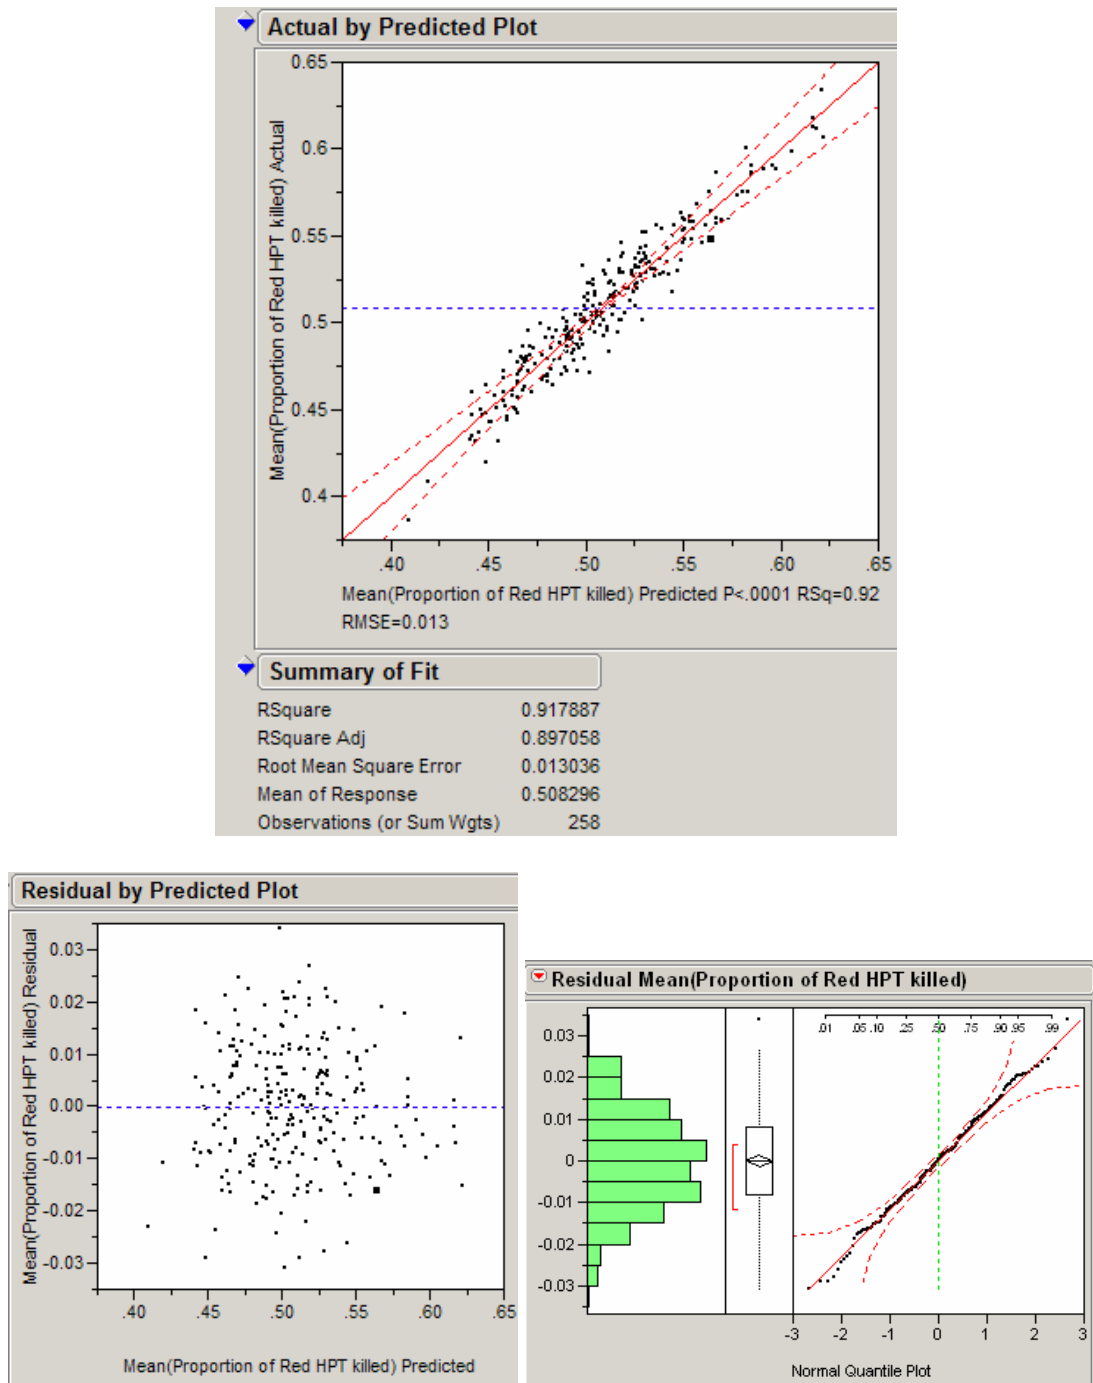 Actual by Predicted Plot
0.65
0.6
0.55
0.5
0.45
0.4
Mean(Proportion of Red HPT killed) Actual
.40 .45 .50 .55 .60 .65
Mean(Proportion of Red HPT killed) Predicted P<.0001 RSq=0.92
RMSE=0.013
Summary of Fit
RSquare 0.917887
RSquare Adj 0.897058
Root Mean Square Error 0.013036
Mean of Response 0.508296
Observations (or Sum Wgts) 258
Residual by Predicted Plot
0.03
0.02
0.01
0.00
-0.01
-0.02
-0.03
Mean(Proportion of Red HPT killed) Residual
.40 .45 .50 .55 .60 .65
Mean(Proportion of Red HPT killed) Predicted
Residual Mean(Proportion of Red HPT killed)
0.03
0.02
0.01
0
-0.01
-0.02
-0.03
.01 .05 .10 .25 .50 .75 .90 .95 .99
-3 -2 -1 0 1 2 3
Normal Quantile Plot